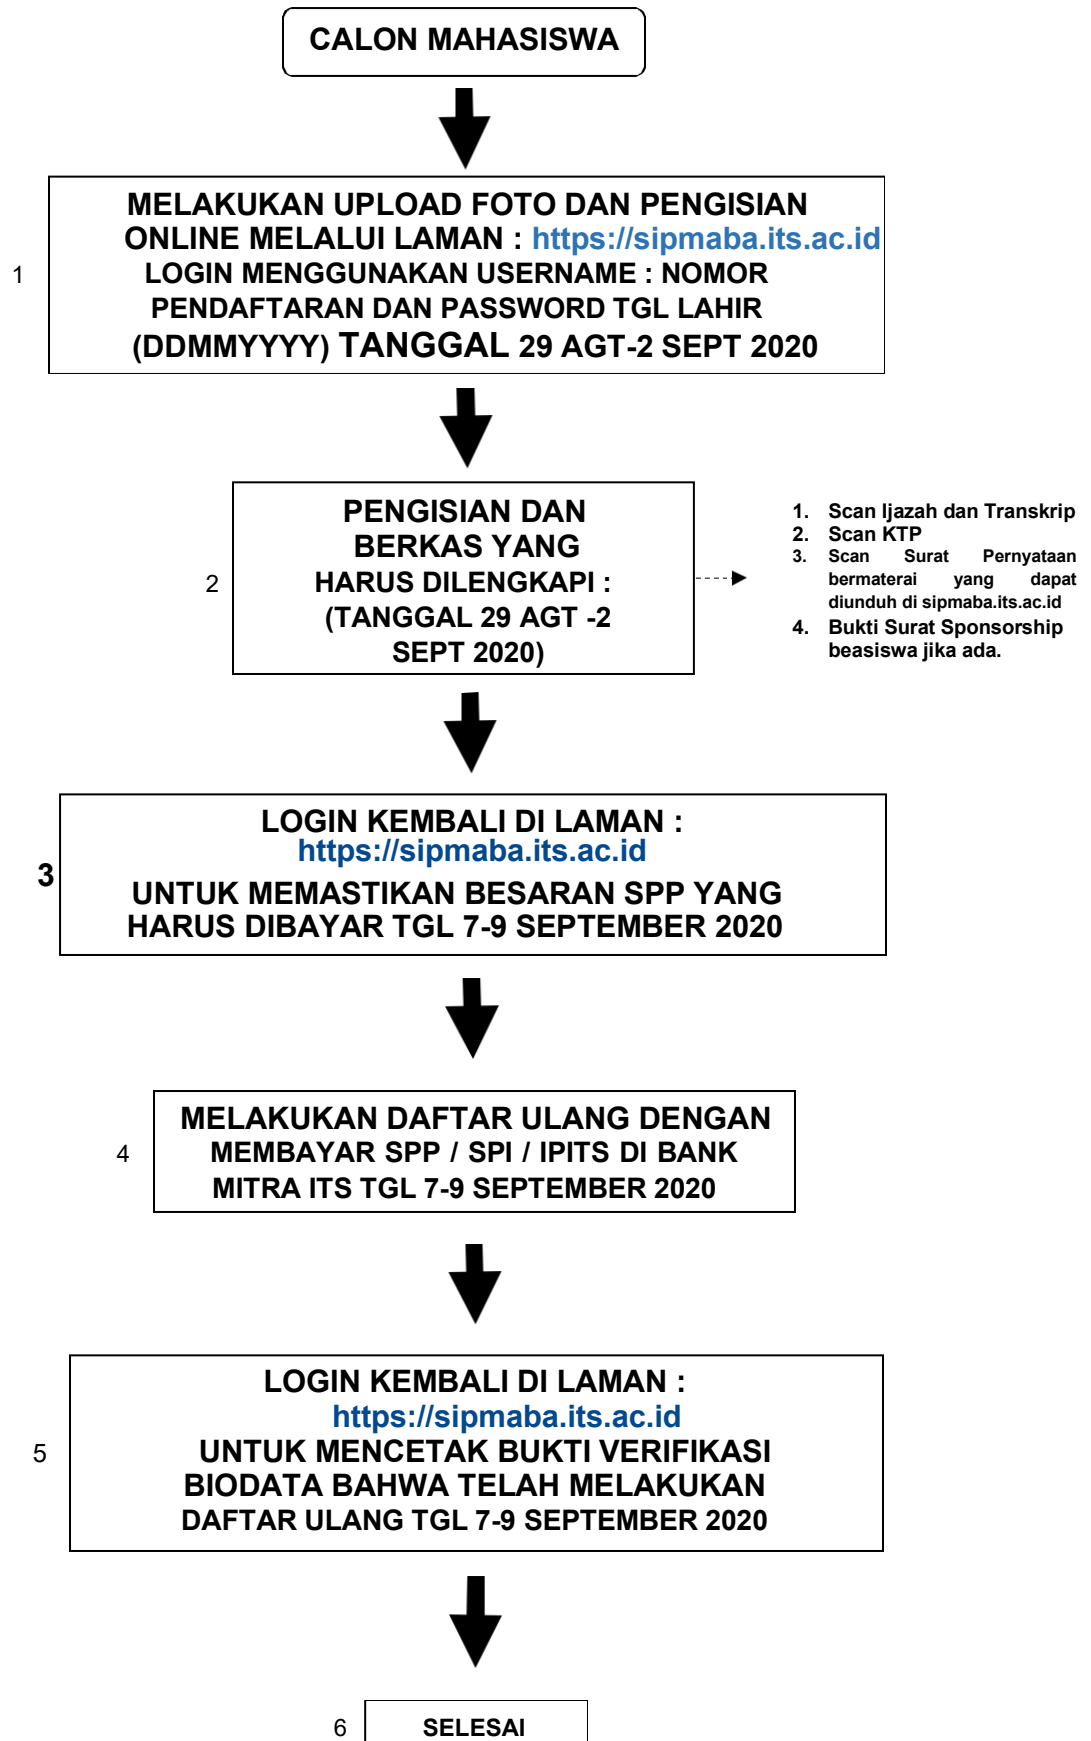 CALON MAHASISWA
MELAKUKAN UPLOAD FOTO DAN PENGISIAN
ONLINE MELALUI LAMAN : https://sipmaba.its.ac.id
1
LOGIN MENGGUNAKAN USERNAME : NOMOR
PENDAFTARAN DAN PASSWORD TGL LAHIR
(DDMMYYYY) TANGGAL 29 AGT-2 SEPT 2020
2
PENGISIAN DAN
BERKAS YANG
HARUS DILENGKAPI :
(TANGGAL 29 AGT -2
SEPT 2020)
1. Scan Ijazah dan Transkrip
2. Scan KTP
3. Scan Surat Pernyataan
bermaterai yang dapat
diunduh di sipmaba.its.ac.id
4. Bukti Surat Sponsorship
beasiswa jika ada.
3
LOGIN KEMBALI DI LAMAN :
https://sipmaba.its.ac.id
UNTUK MEMASTIKAN BESARAN SPP YANG
HARUS DIBAYAR TGL 7-9 SEPTEMBER 2020
4
MELAKUKAN DAFTAR ULANG DENGAN
MEMBAYAR SPP / SPI / IPITS DI BANK
MITRA ITS TGL 7-9 SEPTEMBER 2020
5
LOGIN KEMBALI DI LAMAN :
https://sipmaba.its.ac.id
UNTUK MENCETAK BUKTI VERIFIKASI
BIODATA BAHWA TELAH MELAKUKAN
DAFTAR ULANG TGL 7-9 SEPTEMBER 2020
6
SELESAI